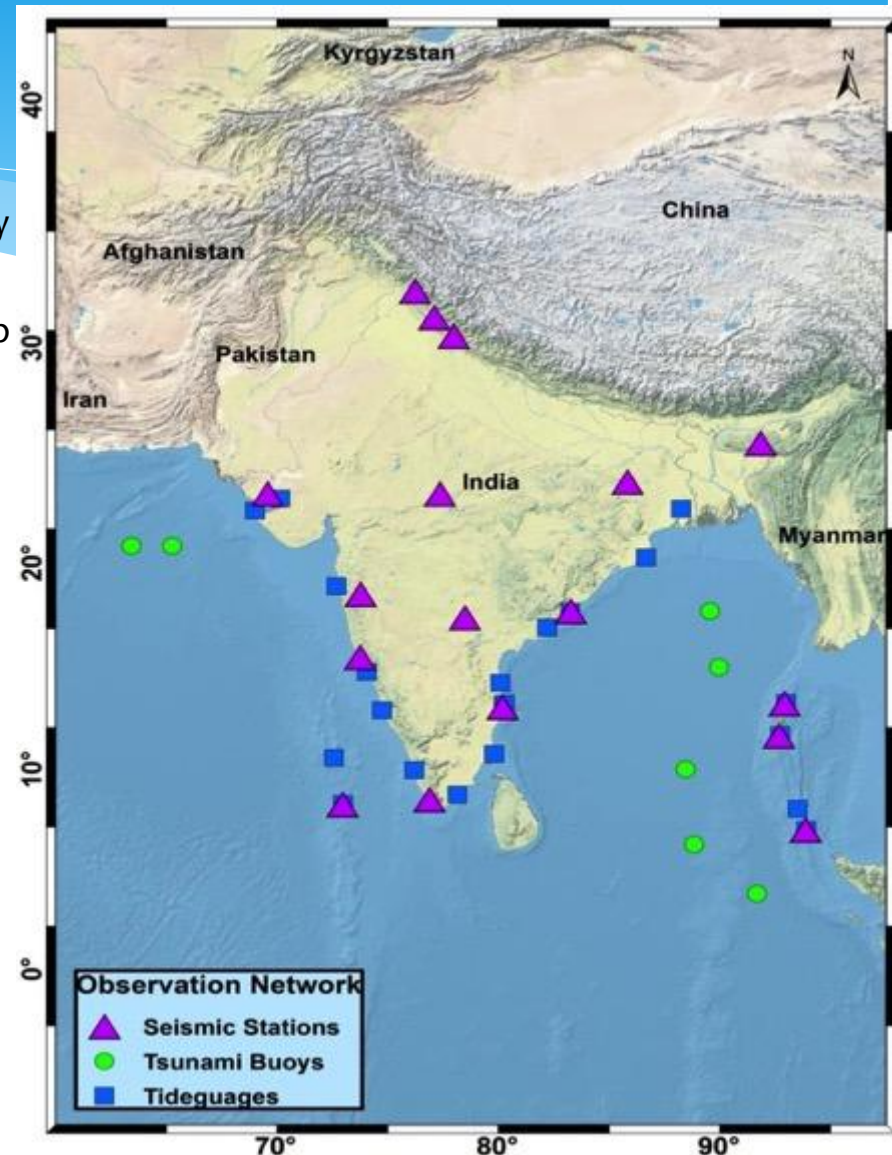 Kyrgyzstan
N
40°
China
y
Afghanistan
o
30°
Pakistan
Iran
India
Myanmar
20°
10°
0°
Observation Network
Seismic Stations
Tsunami Buoys
Tideguages
70°
80°
90°